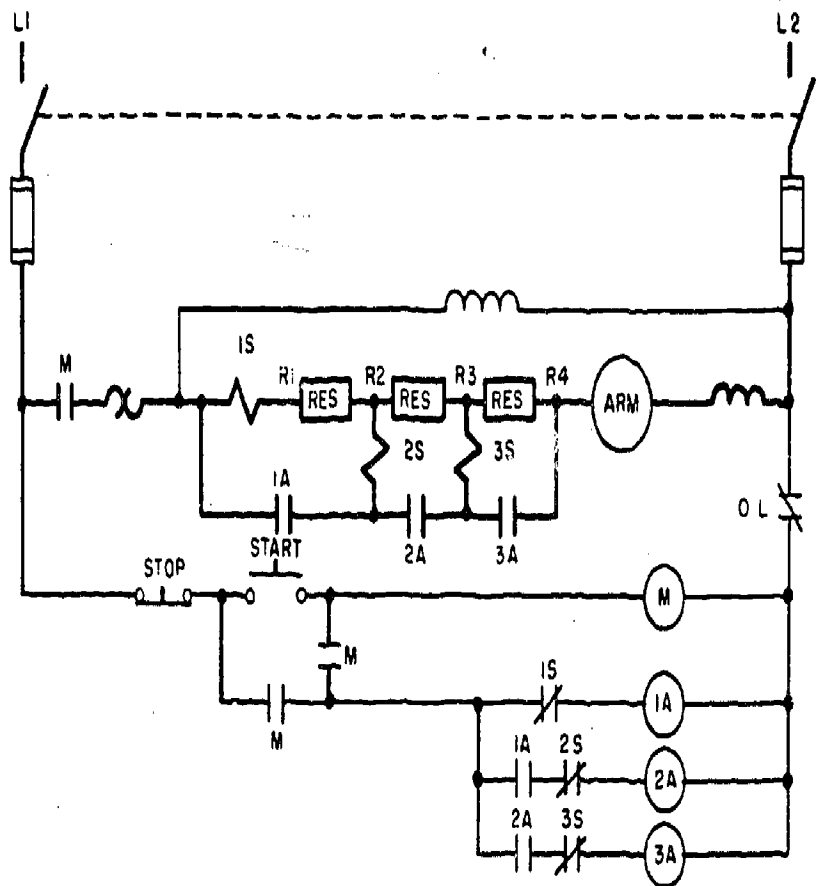 L1 L2
1S
M R1 R2 R3 R4
RES RES RES ARM
2S 3S
1A
OL
2A 3A
START
STOP
M
M
1S
M 1A
1A 2S
2A
2A 3S
3A